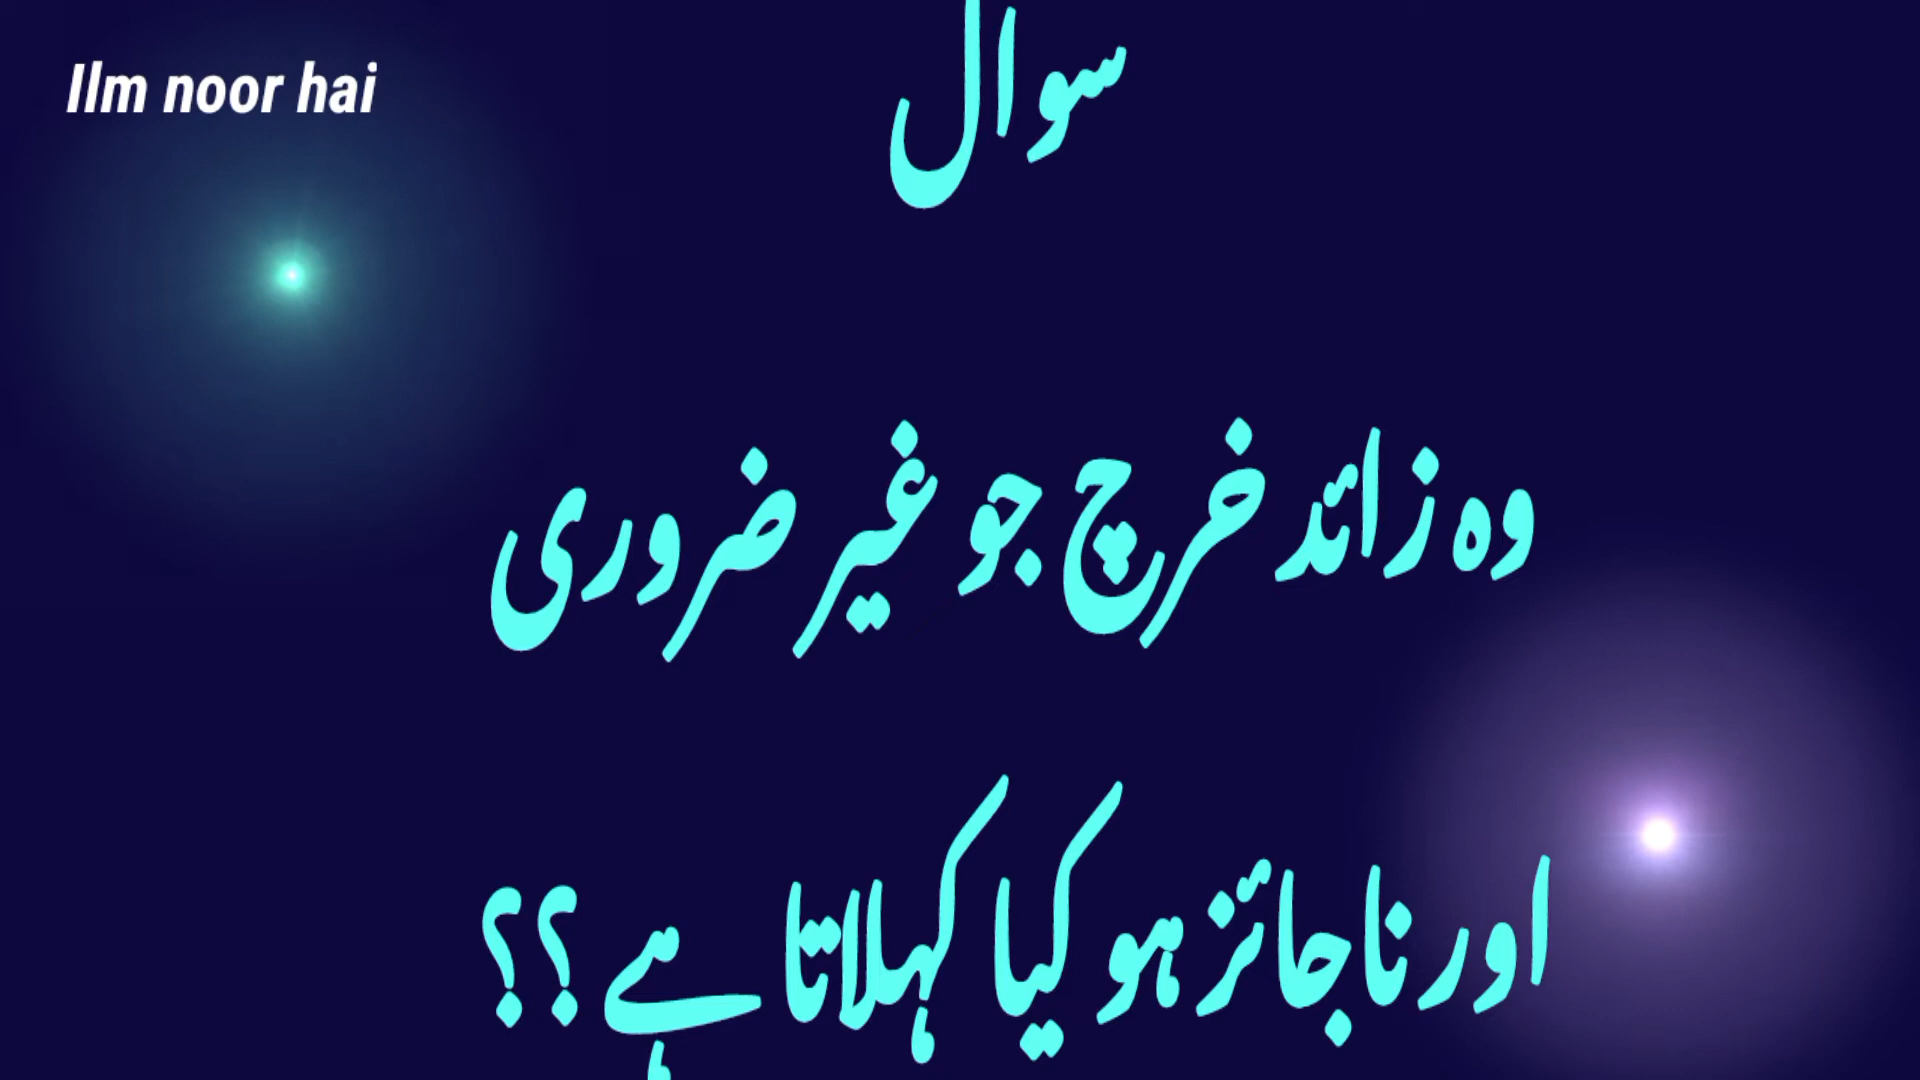 Ilm noor hai
سوال
وہ زائد خرچ جو غیر ضروری
اور ناجائز ہو کیا کہلاتا ہے؟؟